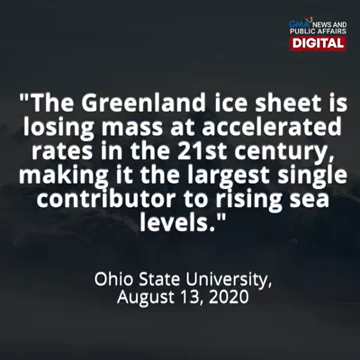 GMA NEWS AND
PUBLIC AFFAIRS
DIGITAL
"The Greenland ice sheet is
losing mass at accelerated
rates in the 21st century,
making it the largest single
contributor to rising sea
levels."
Ohio State University,
August 13, 2020